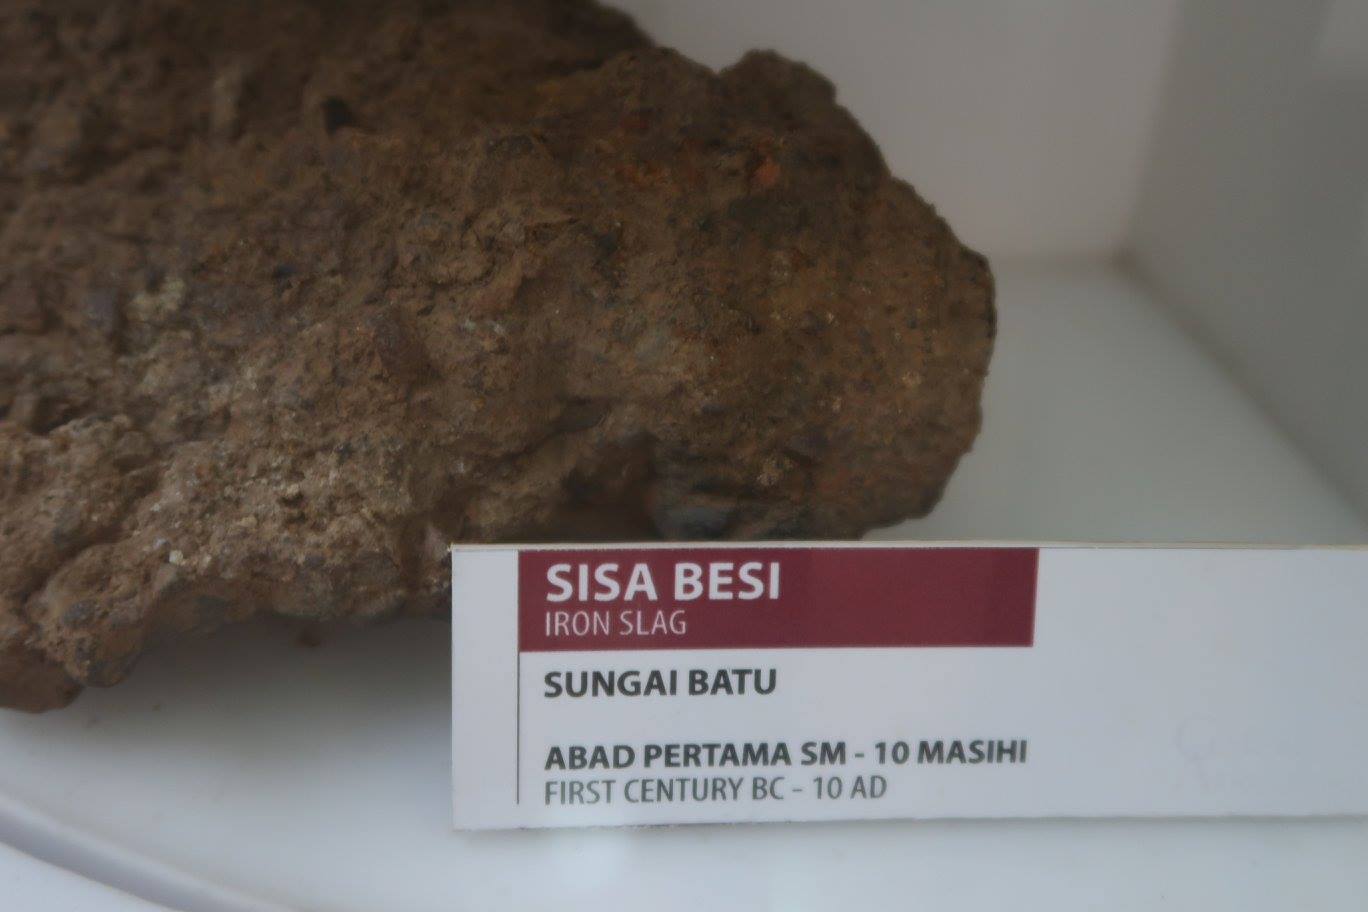 SISA BESI
IRON SLAG
SUNGAI BATU
ABAD PERTAMA SM - 10 MASIHI
FIRST CENTURY BC - 10 AD